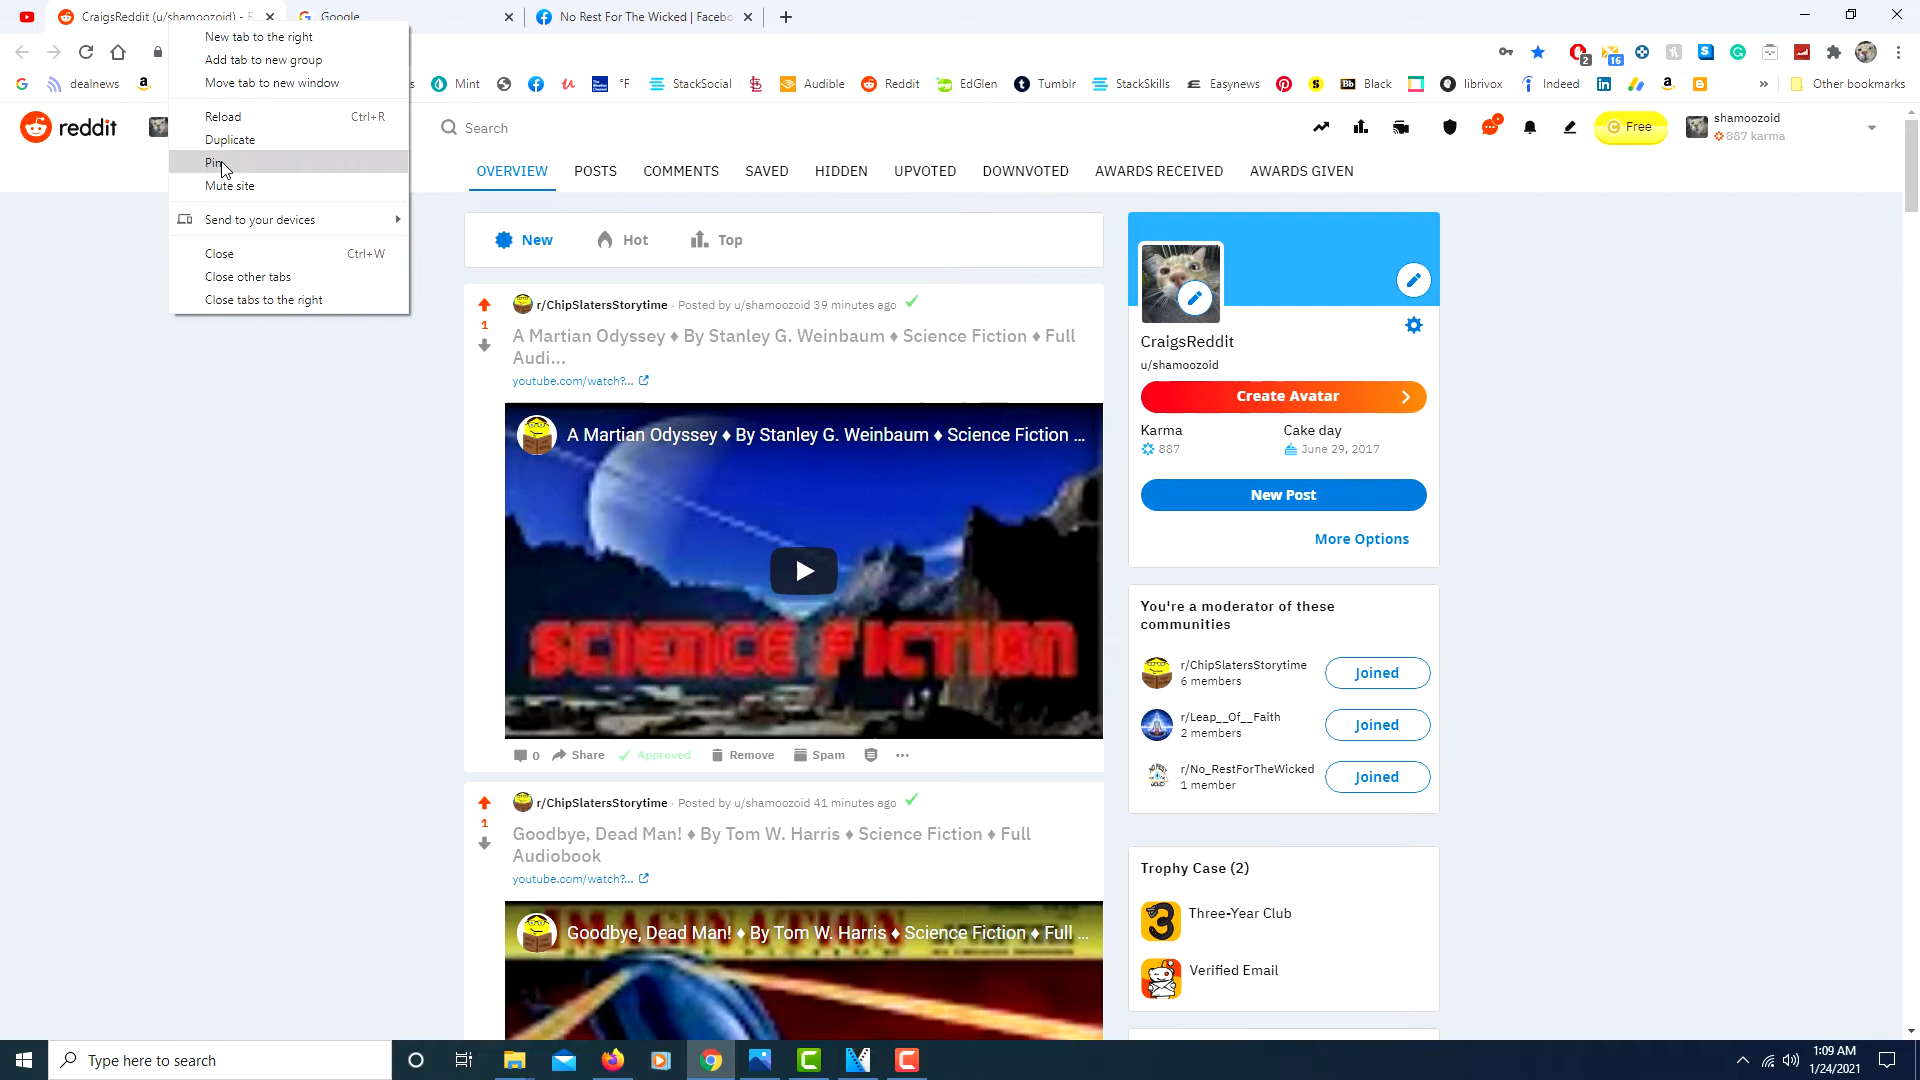 CraigsReddit (u/shamoozoid) - R
Google
No Rest For The Wicked | Facebo
New tab to the right
Add tab to new group
Move tab to new window
Reload Ctrl+R
Duplicate
Pin
Mute site
Send to your devices
Close Ctrl+W
Close other tabs
Close tabs to the right
2
16
dealnews
s
Mint
°F
StackSocial
Audible
Reddit
EdGlen
Tumblr
StackSkills
Easynews
Bb Black
librivox
Indeed
» Other bookmarks
reddit
Search
Free
shamoozoid
887 karma
OVERVIEW POSTS COMMENTS SAVED HIDDEN UPVOTED DOWNVOTED AWARDS RECEIVED AWARDS GIVEN
New Hot Top
1
r/ChipSlatersStorytime · Posted by u/shamoozoid 39 minutes ago
A Martian Odyssey ♦ By Stanley G. Weinbaum ♦ Science Fiction ♦ Full
Audi...
youtube.com/watch?...
A Martian Odyssey ♦ By Stanley G. Weinbaum ♦ Science Fiction ...
SCIENCE FICTION
0 Share Approved Remove Spam ...
1
r/ChipSlatersStorytime · Posted by u/shamoozoid 41 minutes ago
Goodbye, Dead Man! ♦ By Tom W. Harris ♦ Science Fiction ♦ Full
Audiobook
youtube.com/watch?...
IMAGINATION
Goodbye, Dead Man! ♦ By Tom W. Harris ♦ Science Fiction ♦ Full ...
CraigsReddit
u/shamoozoid
Create Avatar
Karma Cake day
887 June 29, 2017
New Post
More Options
You're a moderator of these
communities
r/ChipSlatersStorytime
6 members
Joined
r/Leap__Of__Faith
2 members
Joined
r/No_RestForTheWicked
1 member
Joined
Trophy Case (2)
3 Three-Year Club
Verified Email
Type here to search
1:09 AM
1/24/2021